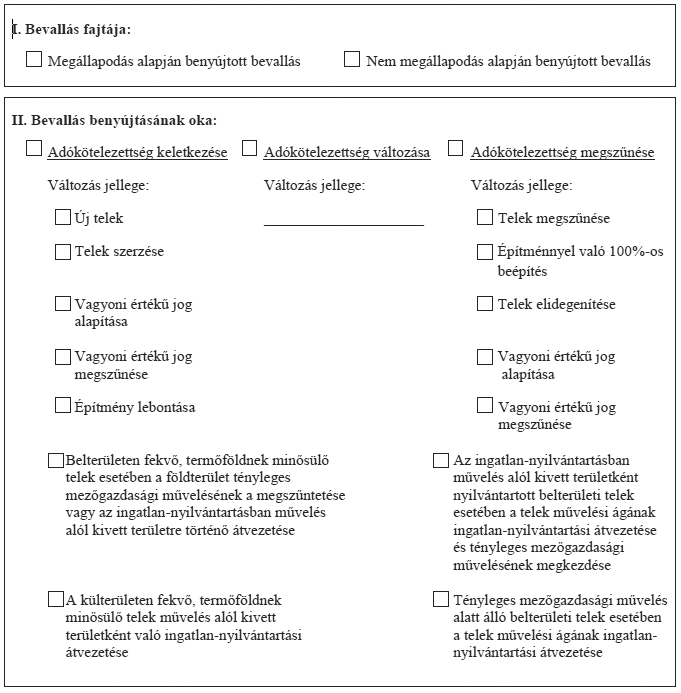 I. Bevallás fajtája:
Megállapodás alapján benyújtott bevallás
Nem megállapodás alapján benyújtott bevallás
II. Bevallás benyújtásának oka:
Adókötelezettség keletkezése
Változás jellege:
Új telek
Telek szerzése
Vagyoni értékű jog
alapítása
Vagyoni értékű jog
megszűnése
Építmény lebontása
Belterületen fekvő, termőföldnek minősülő
telek esetében a földterület tényleges
mezőgazdasági művelésének a megszüntetése
vagy az ingatlan-nyilvántartásban művelés
alól kivett területre történő átvezetése
A külterületen fekvő, termőföldnek
minősülő telek művelés alól kivett
területként való ingatlan-nyilvántartási
átvezetése
Adókötelezettség változása
Változás jellege:
Adókötelezettség megszűnése
Változás jellege:
Telek megszűnése
Építménnyel való 100%-os
beépítés
Telek elidegenítése
Vagyoni értékű jog
alapítása
Vagyoni értékű jog
megszűnése
Az ingatlan-nyilvántartásban
művelés alól kivett területként
nyilvántartott belterületi telek
esetében a telek művelési ágának
ingatlan-nyilvántartási átvezetése
és tényleges mezőgazdasági
művelésének megkezdése
Tényleges mezőgazdasági művelés
alatt álló belterületi telek esetében
a telek művelési ágának ingatlan-
nyilvántartási átvezetése